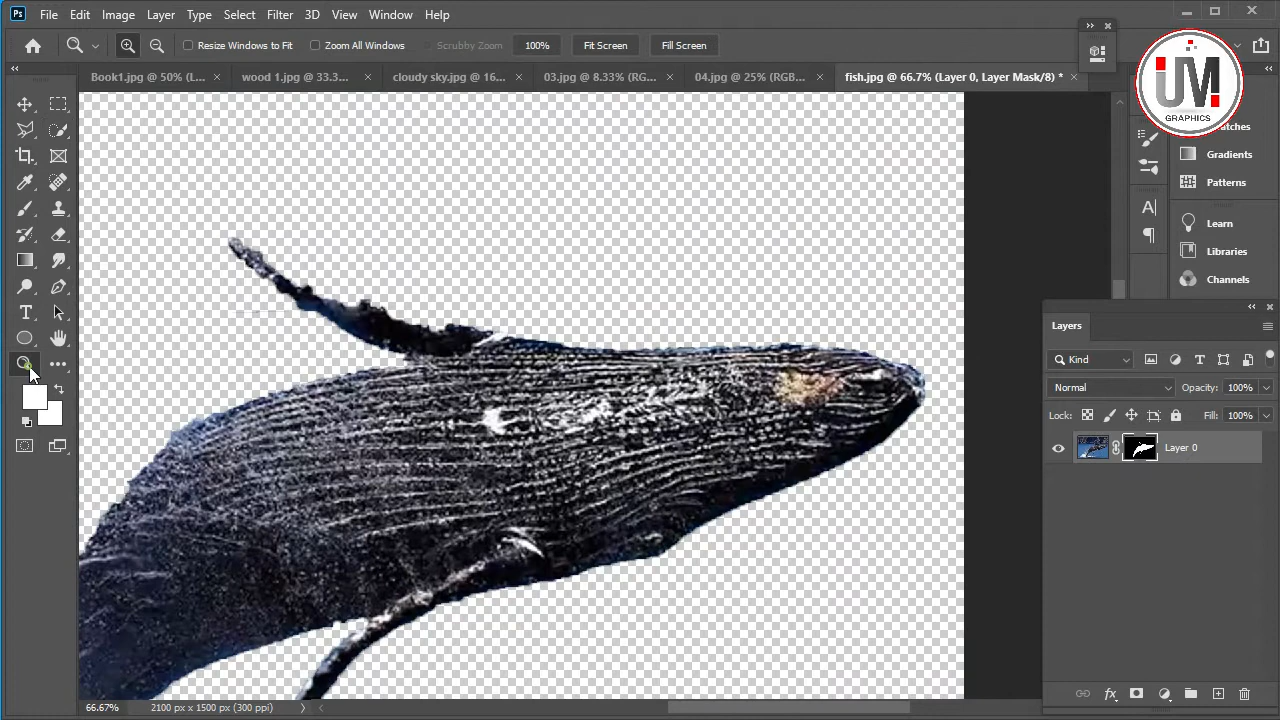 Ps File Edit Image Layer Type Select Filter 3D View Window Help
Resize Windows to Fit Zoom All Windows Scrubby Zoom 100% Fit Screen Fill Screen
Book1.jpg @ 50% (L... × wood 1.jpg @ 33.3... × cloudy sky.jpg @ 16... × 03.jpg @ 8.33% (RG... × 04.jpg @ 25% (RGB... × fish.jpg @ 66.7% (Layer 0, Layer Mask/8) * ×
UM
GRAPHICS
Gradients
Patterns
Learn
Libraries
Channels
Layers
Kind
Normal Opacity: 100%
Lock: Fill: 100%
Layer 0
66.67% 2100 px x 1500 px (300 ppi)